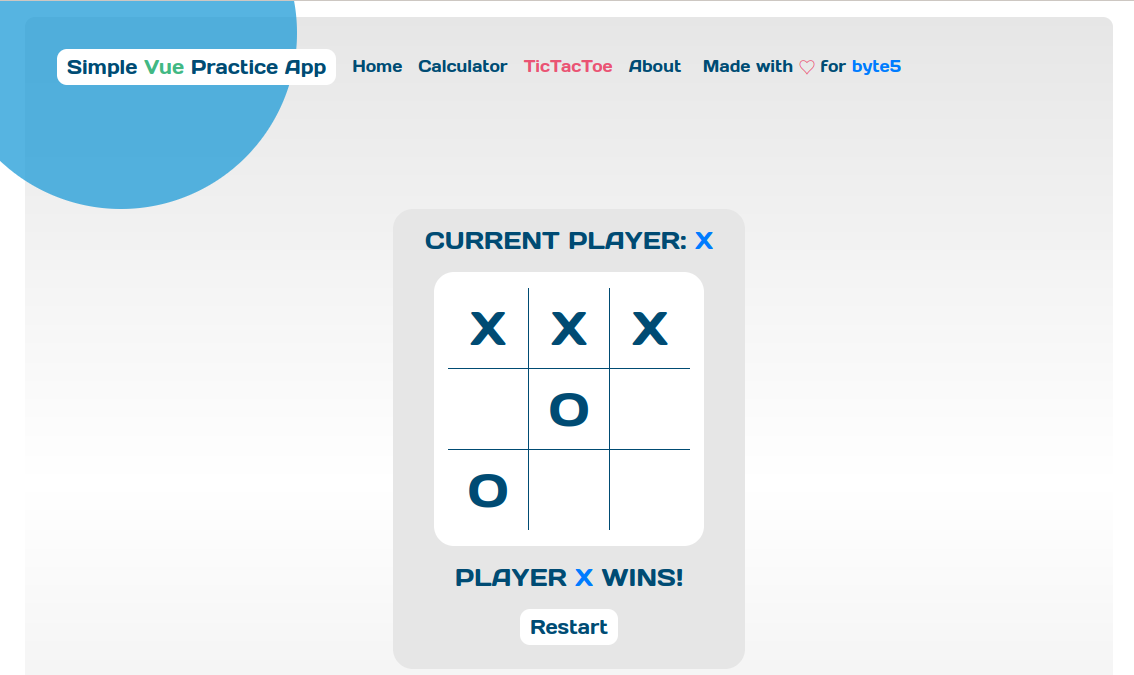 Simple Vue Practice App Home Calculator TicTacToe About Made with ♡ for byte5
CURRENT PLAYER: X
X X X
O
O
PLAYER X WINS!
Restart